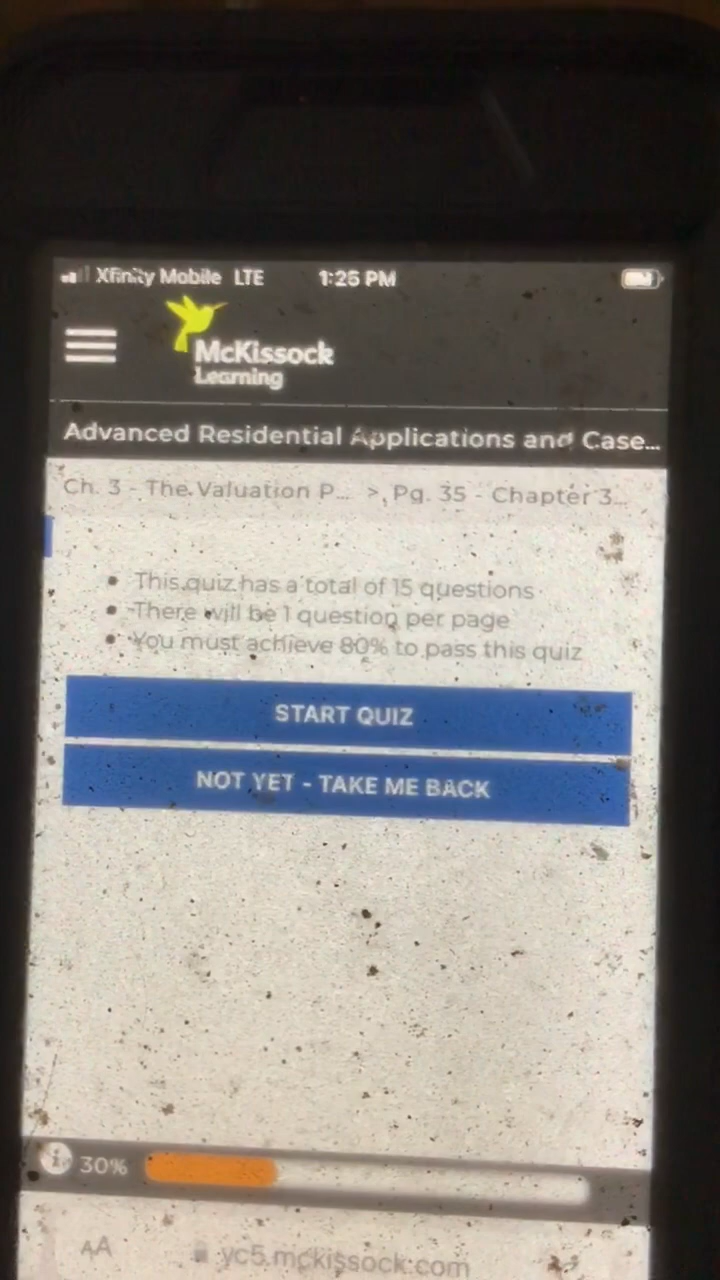 Xfinity Mobile LTE 1:25 PM
McKissock
Learning
Advanced Residential Applications and Case...
Ch. 3 - The Valuation P... > Pg. 35 - Chapter 3...
• This quiz has a total of 15 questions
• There will be 1 question per page
• You must achieve 80% to pass this quiz
START QUIZ
NOT YET - TAKE ME BACK
i 30%
AA yc5.mckissock.com